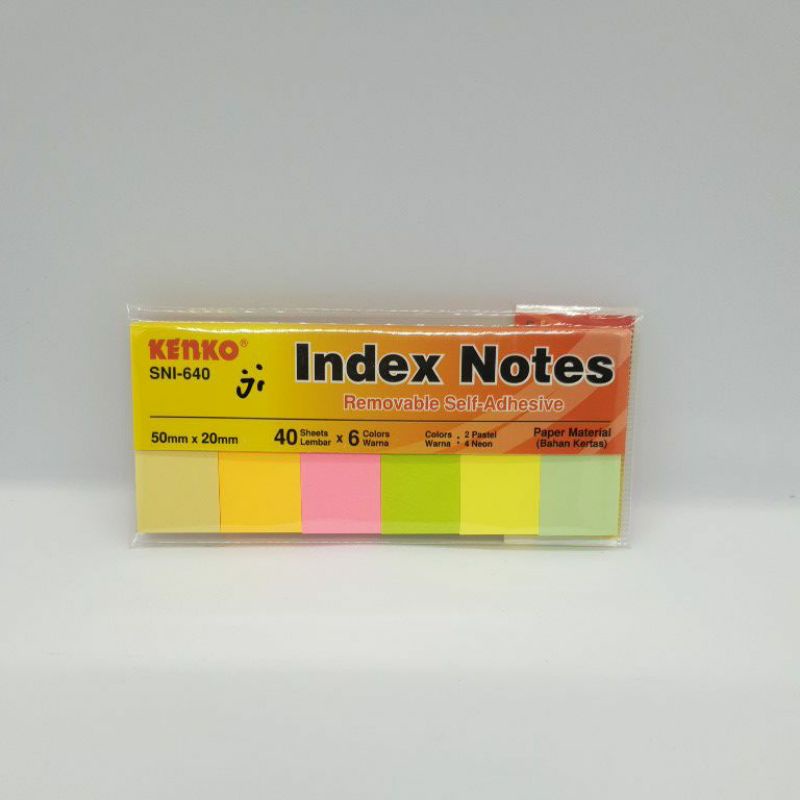 KENKO®
SNI-640
Index Notes
Removable Self-Adhesive
50mm x 20mm
40 Sheets Lembar x 6 Colors Warna
Colors Warna : 2 Pastel 4 Neon
Paper Material
(Bahan Kertas)